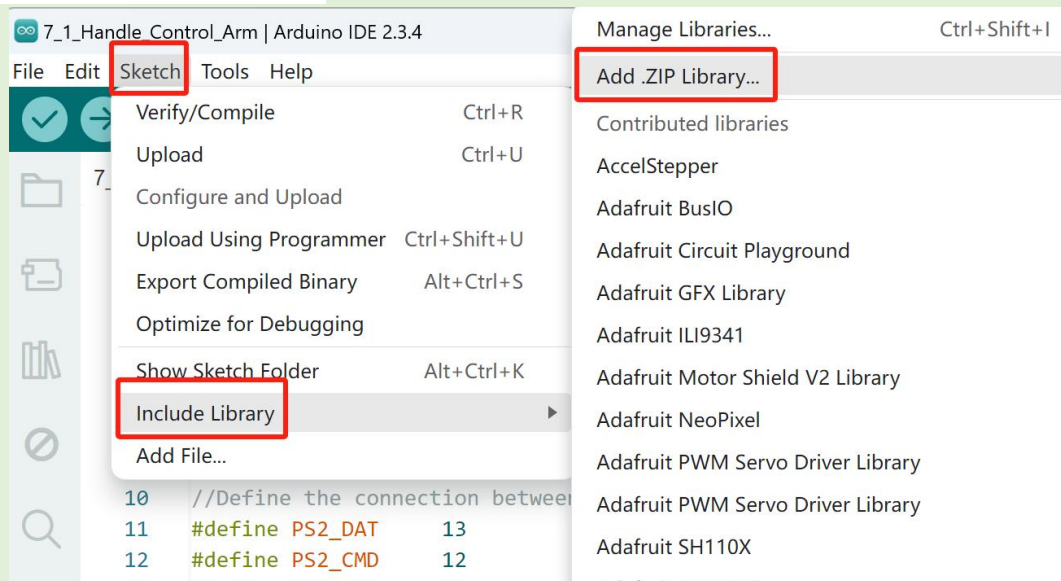 7_1_Handle_Control_Arm | Arduino IDE 2.3.4
File Edit Sketch Tools Help
Verify/Compile Ctrl+R
Upload Ctrl+U
Configure and Upload
Upload Using Programmer Ctrl+Shift+U
Export Compiled Binary Alt+Ctrl+S
Optimize for Debugging
Show Sketch Folder Alt+Ctrl+K
Include Library
Add File...
7_
10 //Define the connection between
11 #define PS2_DAT 13
12 #define PS2_CMD 12
Manage Libraries... Ctrl+Shift+I
Add .ZIP Library...
Contributed libraries
AccelStepper
Adafruit BusIO
Adafruit Circuit Playground
Adafruit GFX Library
Adafruit ILI9341
Adafruit Motor Shield V2 Library
Adafruit NeoPixel
Adafruit PWM Servo Driver Library
Adafruit PWM Servo Driver Library
Adafruit SH110X